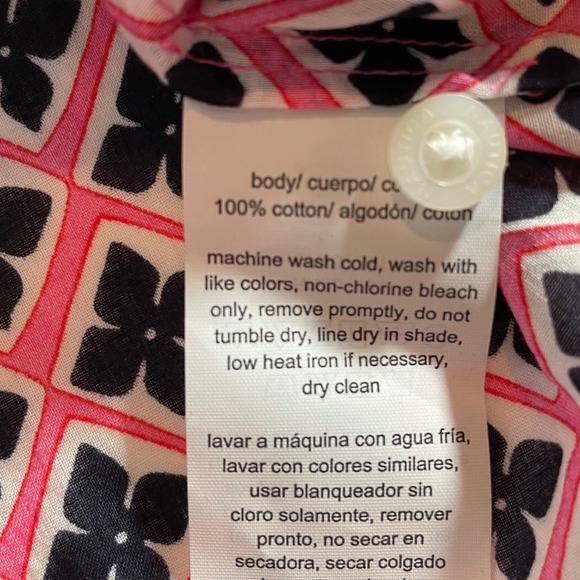 body/ cuerpo/
100% cotton/ algodón/ coton
machine wash cold, wash with
like colors, non-chlorine bleach
only, remove promptly, do not
tumble dry, line dry in shade,
low heat iron if necessary,
dry clean
lavar a máquina con agua fría,
lavar con colores similares,
usar blanqueador sin
cloro solamente, remover
pronto, no secar en
secadora, secar colgado